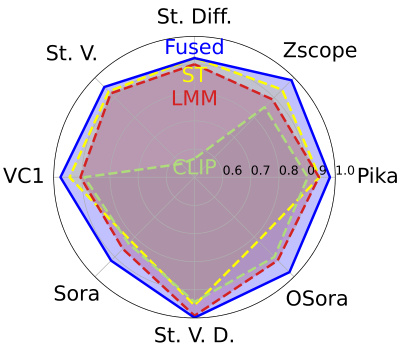 St. Diff.
Fused
St. V.
Zscope
ST
LMM
CLIP
0.6 0.7 0.8 0.9 1.0
VC1
Pika
Sora
OSora
St. V. D.